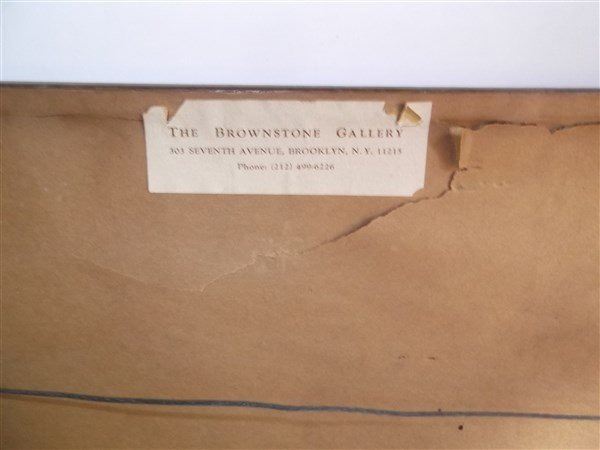 The Brownstone Gallery
303 Seventh Avenue, Brooklyn, N. Y. 11215
Phone: (212) 499-6226